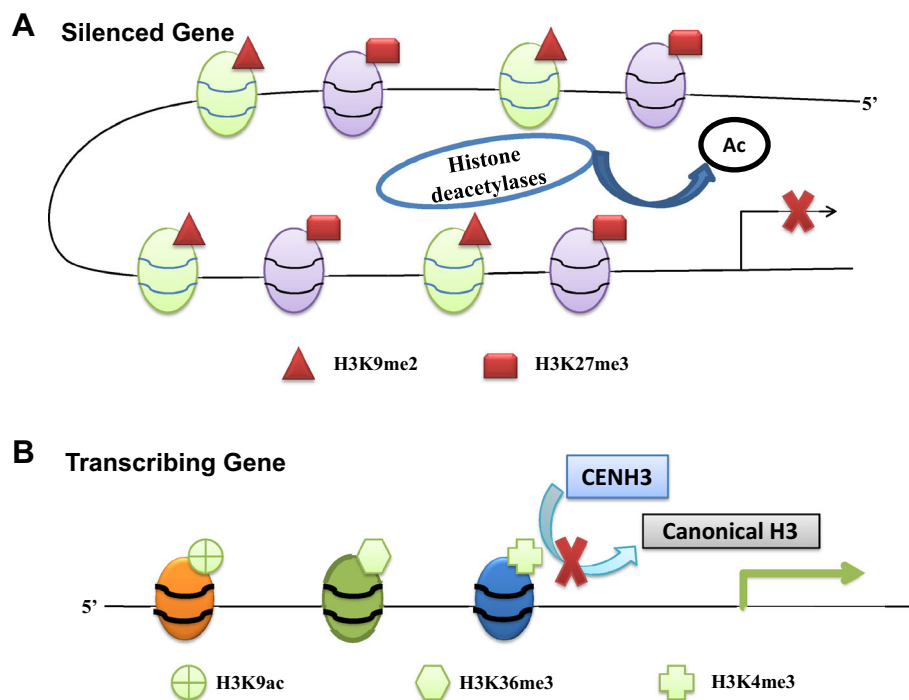 A
Silenced Gene
5’
Histone
deacetylases
Ac
X
H3K9me2
H3K27me3
B
Transcribing Gene
CENH3
Canonical H3
X
5’
H3K9ac
H3K36me3
H3K4me3